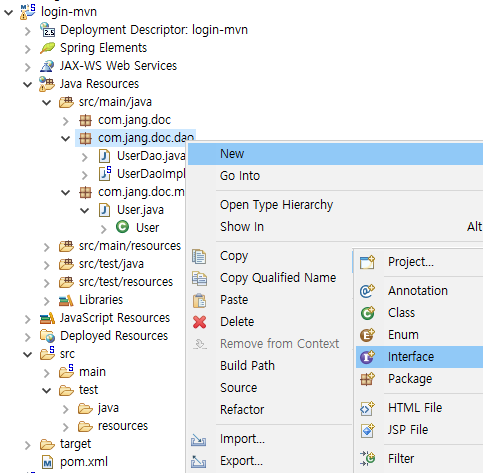 login-mvn
Deployment Descriptor: login-mvn
Spring Elements
JAX-WS Web Services
Java Resources
src/main/java
com.jang.doc
com.jang.doc.dao
UserDao.java
UserDaoImpl
com.jang.doc.m
User.java
User
src/main/resources
src/test/java
src/test/resources
Libraries
JavaScript Resources
Deployed Resources
src
main
test
java
resources
target
pom.xml
New
Go Into
Open Type Hierarchy
Show In Alt
Copy
Copy Qualified Name
Paste
Delete
Remove from Context
Build Path
Source
Refactor
Import...
Export...
Project...
Annotation
Class
Enum
Interface
Package
HTML File
JSP File
Filter